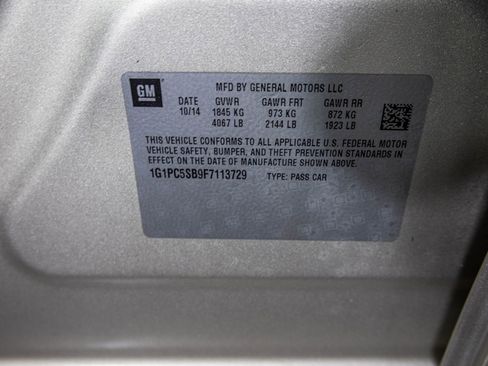 GM
MFD BY GENERAL MOTORS LLC
DATE GVWR GAWR FRT GAWR RR
10/14 1845 KG 973 KG 872 KG
4067 LB 2144 LB 1923 LB
THIS VEHICLE CONFORMS TO ALL APPLICABLE U.S. FEDERAL MOTOR
VEHICLE SAFETY, BUMPER, AND THEFT PREVENTION STANDARDS IN
EFFECT ON THE DATE OF MANUFACTURE SHOWN ABOVE.
1G1PC5SB9F7113729 TYPE: PASS CAR